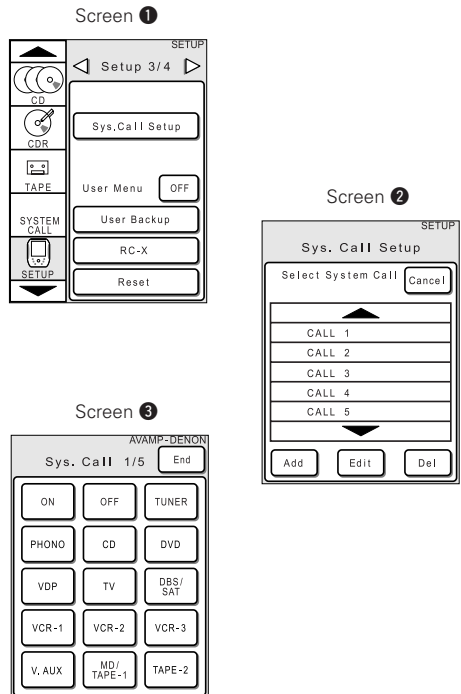 Screen ❶
SETUP
Setup 3/4
CD
Sys.Call Setup
CDR
TAPE
User Menu OFF
SYSTEM
CALL
User Backup
RC-X
SETUP
Reset
Screen ❷
SETUP
Sys. Call Setup
Select System Call Cancel
CALL 1
CALL 2
CALL 3
CALL 4
CALL 5
Add Edit Del
Screen ❸
AVAMP-DENON
Sys. Call 1/5 End
ON OFF TUNER
PHONO CD DVD
VDP TV DBS/
SAT
VCR-1 VCR-2 VCR-3
V. AUX MD/
TAPE-1 TAPE-2